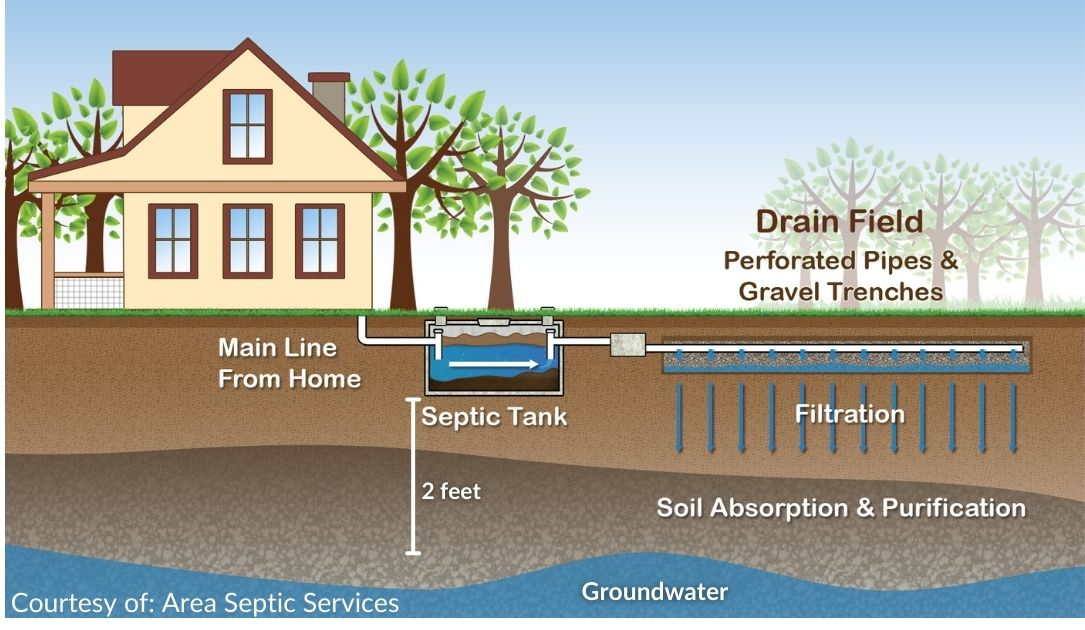 Drain Field
Perforated Pipes &
Gravel Trenches
Main Line
From Home
Septic Tank
Filtration
2 feet
Soil Absorption & Purification
Groundwater
Courtesy of: Area Septic Services